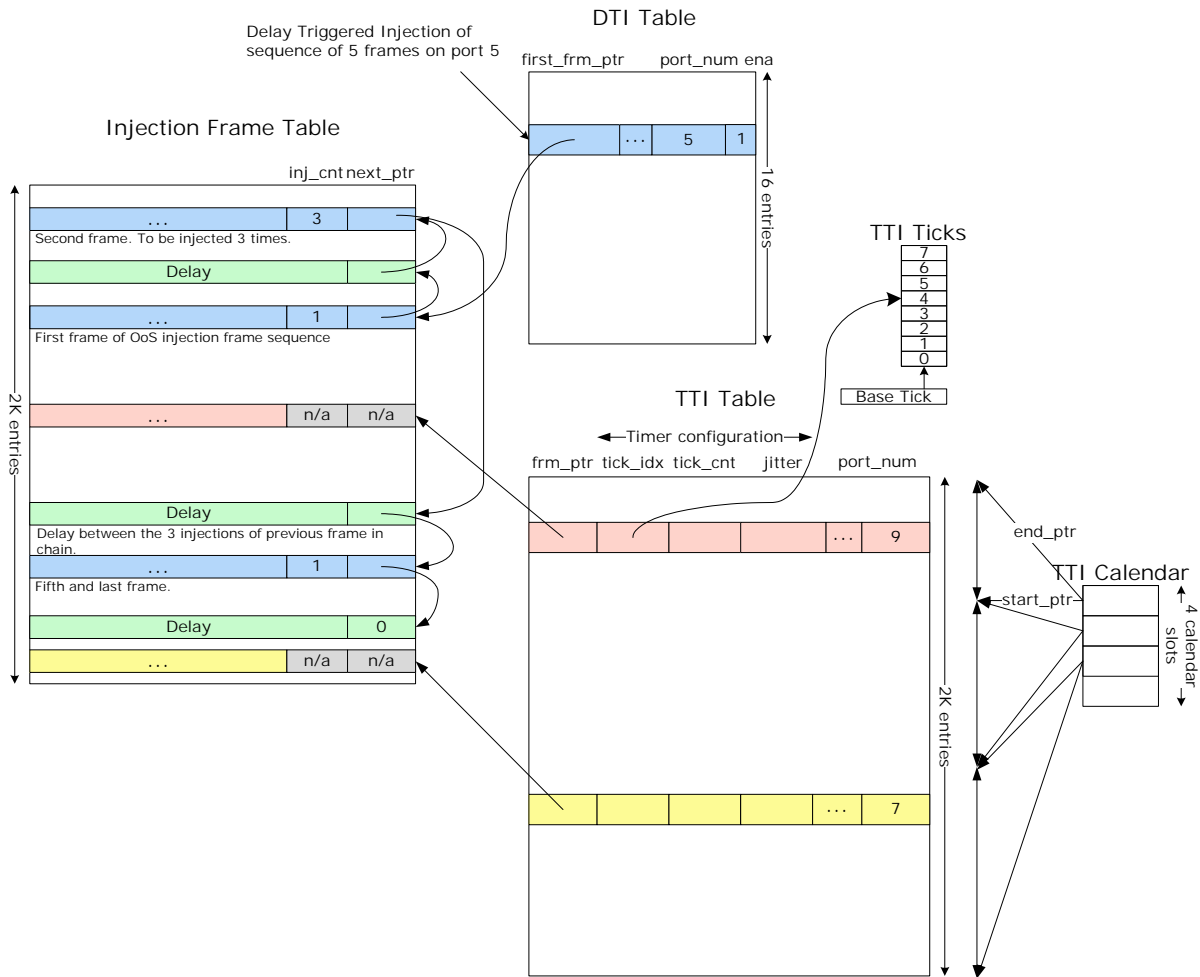 DTI Table
Delay Triggered Injection of
sequence of 5 frames on port 5
first_frm_ptr port_num ena
... 5 1
16 entries
Injection Frame Table
inj_cnt next_ptr
... 3
Second frame. To be injected 3 times.
Delay
... 1
First frame of OoS injection frame sequence
... n/a n/a
Delay
Delay between the 3 injections of previous frame in
chain.
... 1
Fifth and last frame.
Delay 0
... n/a n/a
2K entries
TTI Ticks
7
6
5
4
3
2
1
0
Base Tick
TTI Table
Timer configuration
frm_ptr tick_idx tick_cnt jitter port_num
... 9
... 7
2K entries
end_ptr
TTI Calendar
start_ptr
4 calendar
slots